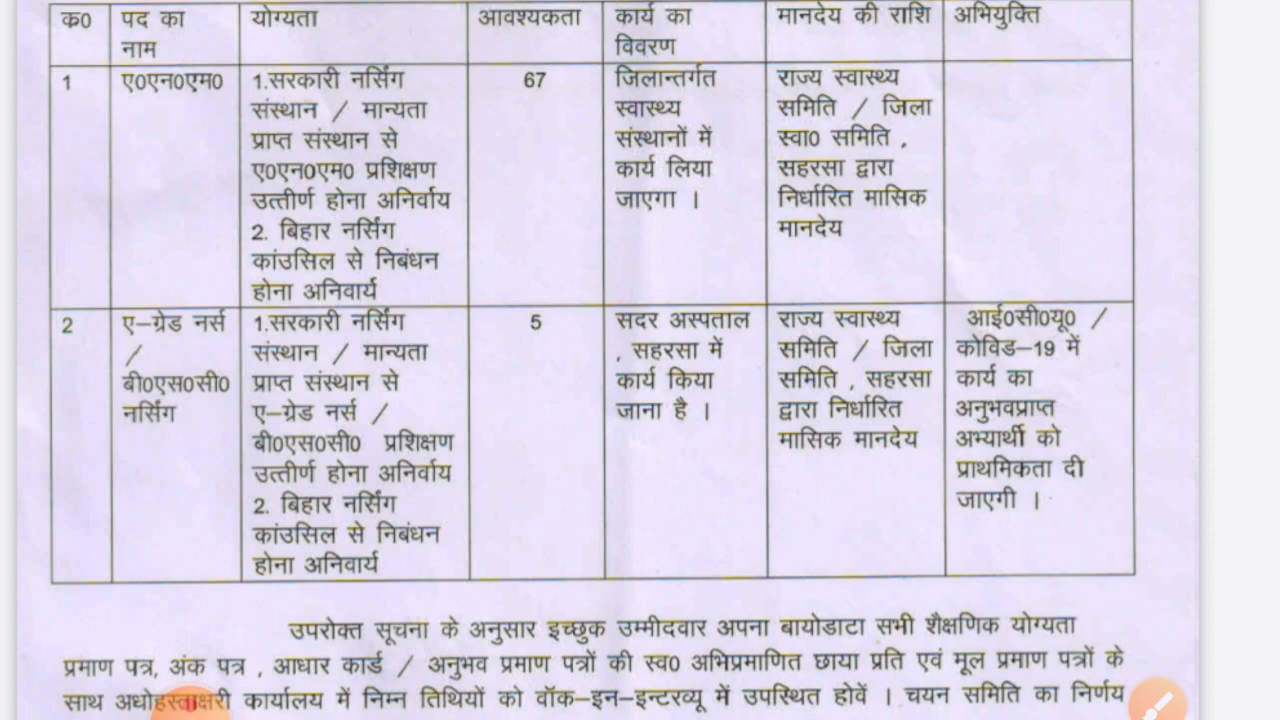 क0
पद का
नाम
योग्यता
आवश्यकता
कार्य का
विवरण
मानदेय की राशि
अभियुक्ति
1
ए0एन0एम0
1.सरकारी नर्सिंग
संस्थान / मान्यता
प्राप्त संस्थान से
ए0एन0एम0 प्रशिक्षण
उत्तीर्ण होना अनिर्वाय
2. बिहार नर्सिंग
कांउसिल से निबंधन
होना अनिवार्य
67
जिलान्तर्गत
स्वास्थ्य
संस्थानों में
कार्य लिया
जाएगा ।
राज्य स्वास्थ्य
समिति / जिला
स्वा0 समिति ,
सहरसा द्वारा
निर्धारित मासिक
मानदेय
2
ए–ग्रेड नर्स
/
बी0एस0सी0
नर्सिंग
1.सरकारी नर्सिंग
संस्थान / मान्यता
प्राप्त संस्थान से
ए–ग्रेड नर्स /
बी0एस0सी0 प्रशिक्षण
उत्तीर्ण होना अनिर्वाय
2. बिहार नर्सिंग
कांउसिल से निबंधन
होना अनिवार्य
5
सदर अस्पताल
, सहरसा में
कार्य किया
जाना है ।
राज्य स्वास्थ्य
समिति / जिला
समिति , सहरसा
द्वारा निर्धारित
मासिक मानदेय
आई0सी0यू0 /
कोविड–19 में
कार्य का
अनुभवप्राप्त
अभ्यार्थी को
प्राथमिकता दी
जाएगी ।
उपरोक्त सूचना के अनुसार इच्छुक उम्मीदवार अपना बायोडाटा सभी शैक्षणिक योग्यता
प्रमाण पत्र, अंक पत्र , आधार कार्ड / अनुभव प्रमाण पत्रों की स्व0 अभिप्रमाणित छाया प्रति एवं मूल प्रमाण पत्रों के
साथ अधोहस्ताक्षरी कार्यालय में निम्न तिथियों को वॉक–इन–इन्टरव्यू में उपस्थित होवें । चयन समिति का निर्णय